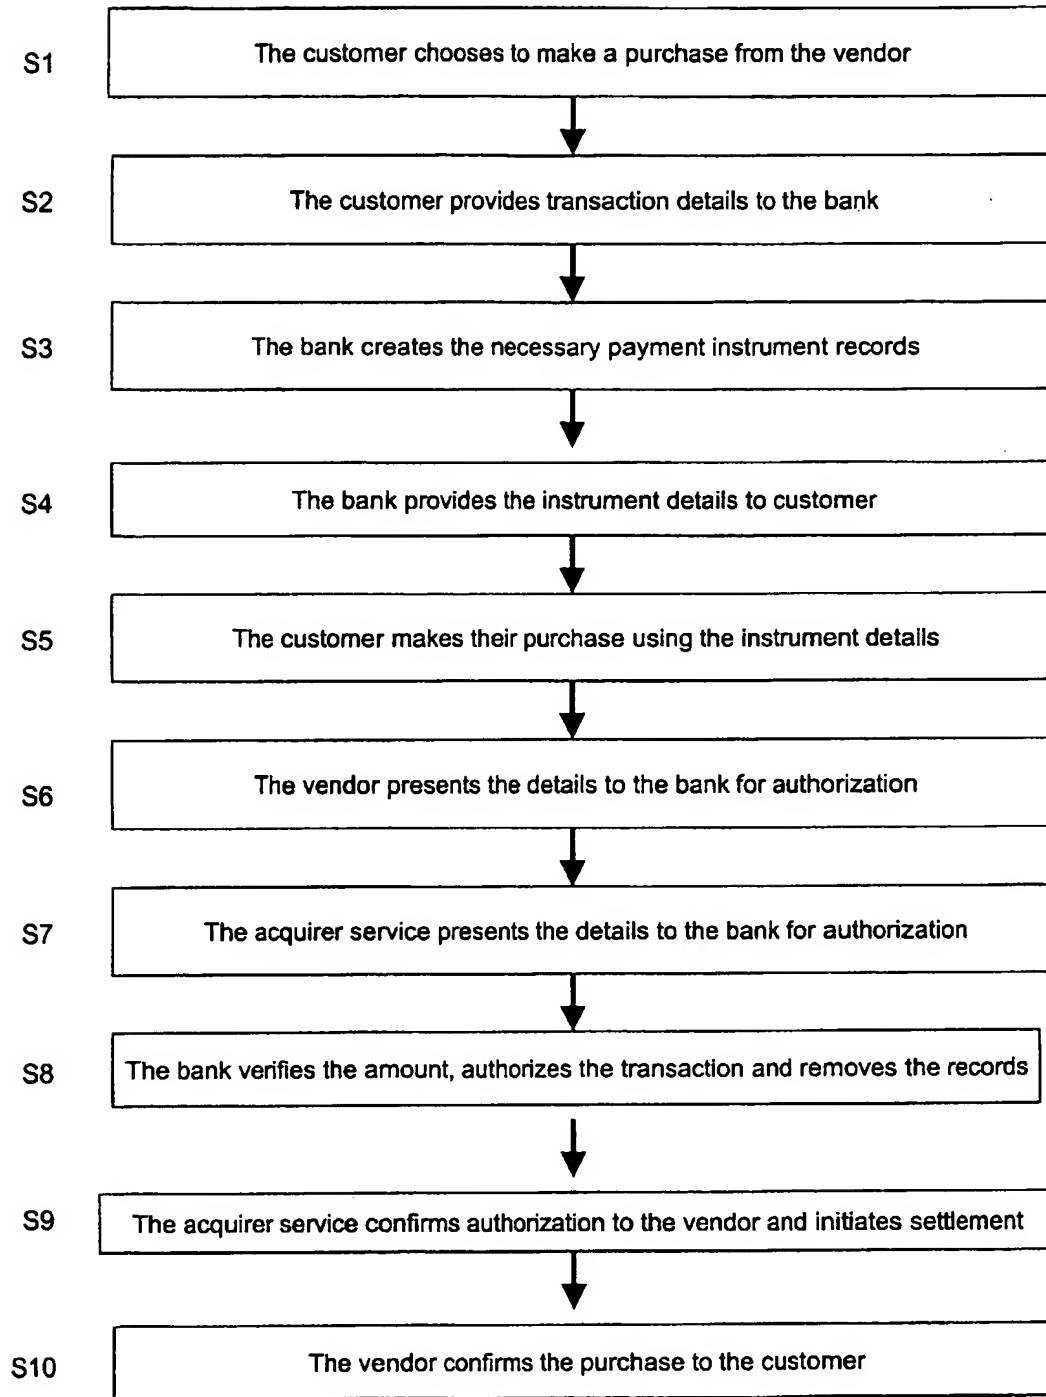 S1 The customer chooses to make a purchase from the vendor
S2 The customer provides transaction details to the bank
S3 The bank creates the necessary payment instrument records
S4 The bank provides the instrument details to customer
S5 The customer makes their purchase using the instrument details
S6 The vendor presents the details to the bank for authorization
S7 The acquirer service presents the details to the bank for authorization
S8 The bank verifies the amount, authorizes the transaction and removes the records
S9 The acquirer service confirms authorization to the vendor and initiates settlement
S10 The vendor confirms the purchase to the customer